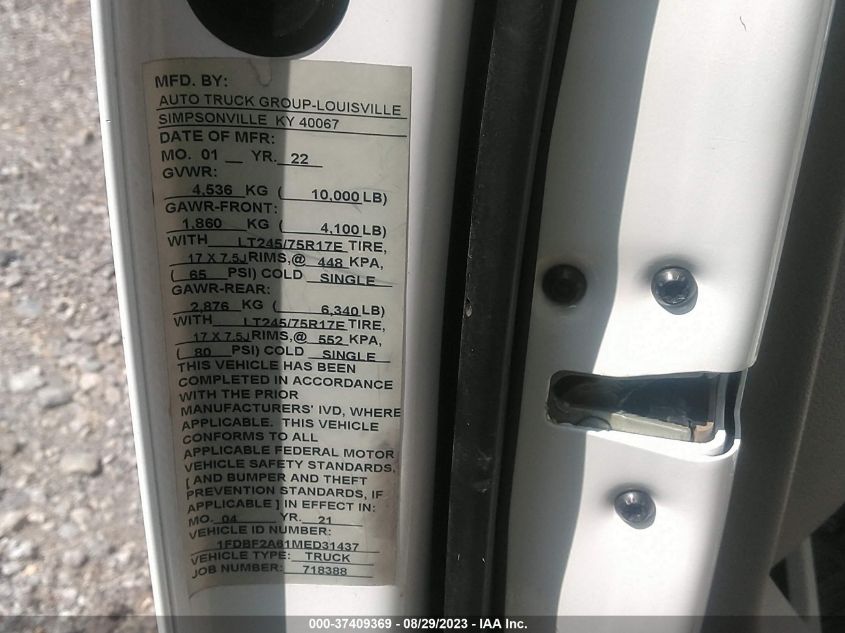 MFD. BY:
AUTO TRUCK GROUP-LOUISVILLE
SIMPSONVILLE KY 40067
DATE OF MFR:
MO. 01 YR. 22
GVWR:
4,536 KG ( 10,000 LB)
GAWR-FRONT:
1,860 KG ( 4,100 LB)
WITH LT245/75R17E TIRE,
17 X 7.5J RIMS,@ 448 KPA,
( 65 PSI) COLD SINGLE
GAWR-REAR:
2,876 KG ( 6,340 LB)
WITH LT245/75R17E TIRE,
17 X 7.5J RIMS,@ 552 KPA,
( 80 PSI) COLD SINGLE
THIS VEHICLE HAS BEEN
COMPLETED IN ACCORDANCE
WITH THE PRIOR
MANUFACTURERS' IVD, WHERE
APPLICABLE. THIS VEHICLE
CONFORMS TO ALL
APPLICABLE FEDERAL MOTOR
VEHICLE SAFETY STANDARDS,
[ AND BUMPER AND THEFT
PREVENTION STANDARDS, IF
APPLICABLE ] IN EFFECT IN:
MO. 04 YR. 21
VEHICLE ID NUMBER:
1FDBF2A61MED31437
VEHICLE TYPE: TRUCK
JOB NUMBER: 718388
000-37409369 - 08/29/2023 - IAA Inc.